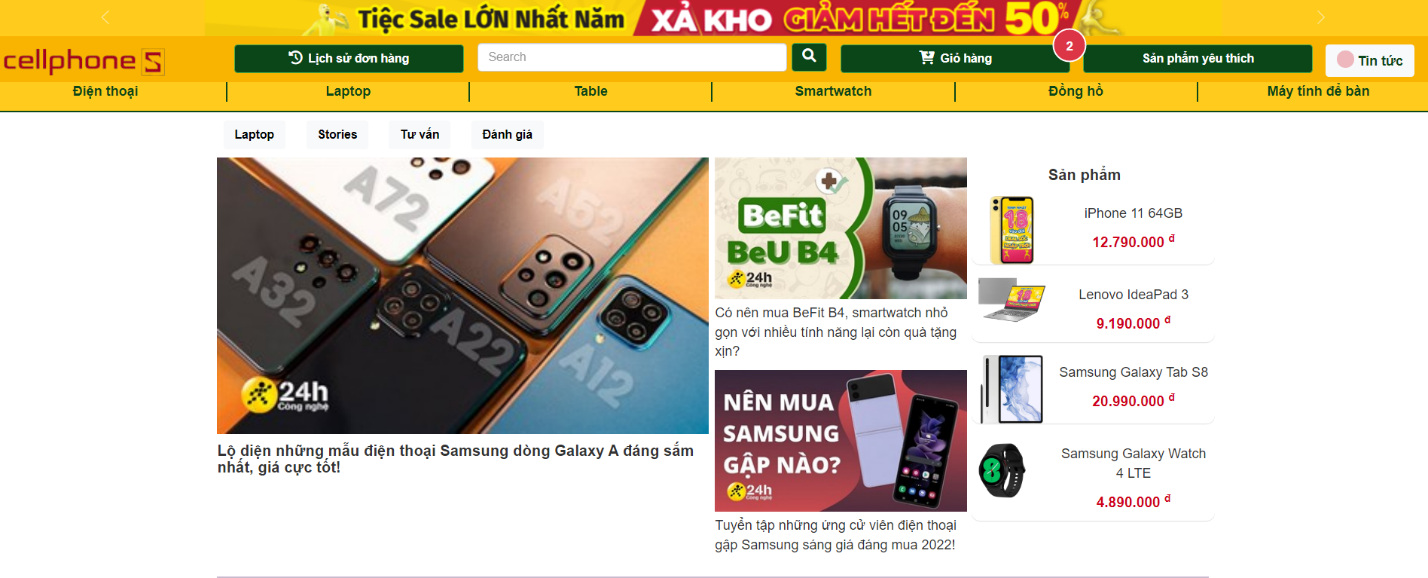 Tiệc Sale LỚN Nhất Năm XẢ KHO GIẢM HẾT ĐẾN 50%
cellphone S
Lịch sử đơn hàng
Search
Giỏ hàng
2
Sản phẩm yêu thích
Tin tức
Điện thoại
Laptop
Table
Smartwatch
Đồng hồ
Máy tính để bàn
Laptop
Stories
Tư vấn
Đánh giá
A72
A52
A32
A22
A12
24h
Công nghệ
Lộ diện những mẫu điện thoại Samsung dòng Galaxy A đáng sắm
nhất, giá cực tốt!
BeFit
BeU B4
09
05
24h
Công nghệ
Có nên mua BeFit B4, smartwatch nhỏ
gọn với nhiều tính năng lại còn quà tặng
xịn?
NÊN MUA
SAMSUNG
GẬP NÀO?
24h
Công nghệ
Tuyển tập những ứng cử viên điện thoại
gập Samsung sáng giá đáng mua 2022!
Sản phẩm
iPhone 11 64GB
12.790.000 đ
Lenovo IdeaPad 3
9.190.000 đ
Samsung Galaxy Tab S8
20.990.000 đ
Samsung Galaxy Watch
4 LTE
4.890.000 đ